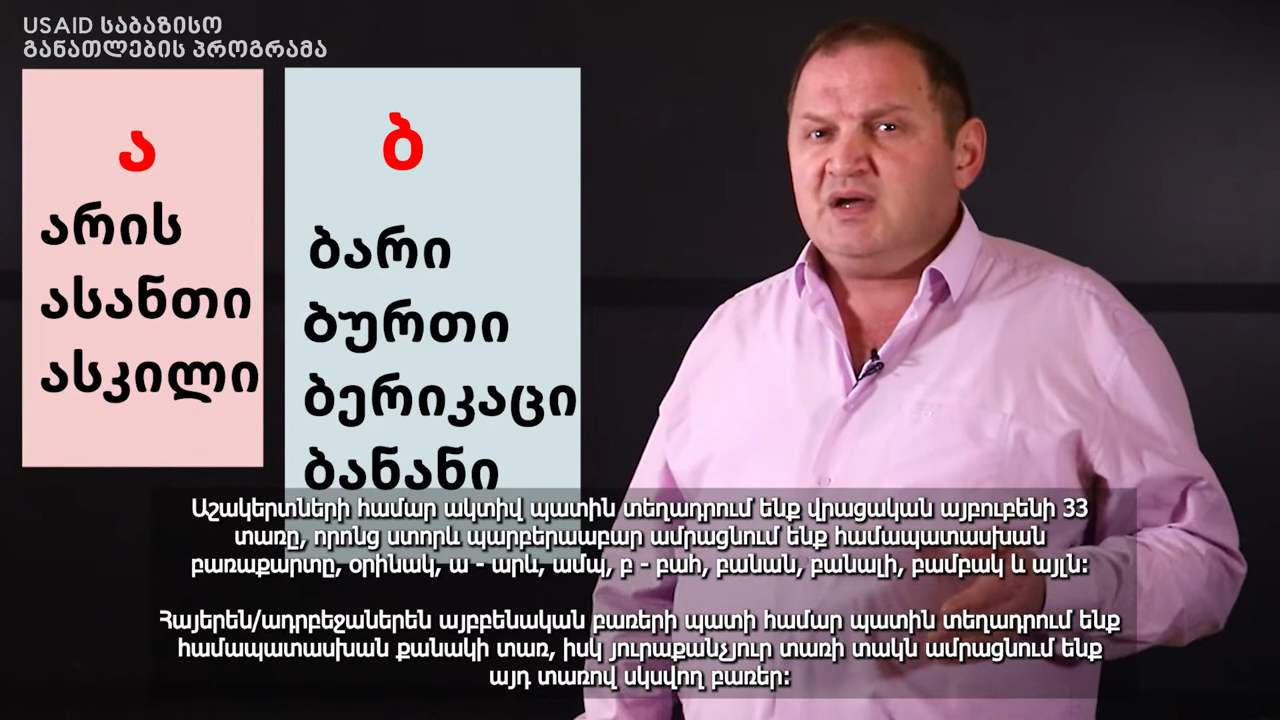 USAID ᲡᲐᲑᲐᲖᲘᲡᲝ
ᲒᲐᲜᲐᲗᲚᲔᲑᲘᲡ ᲞᲠᲝᲒᲠᲐᲛᲐ
ა
არის
ასანთი
ასკილი
ბ
ბარი
ბურთი
ბერიკაცი
ბანანი
Աշակերտների համար ակտիվ պատին տեղադրում ենք վրացական այբուբենի 33
տառը, որոնց ստորև պարբերաաբար ամրացնում ենք համապատասխան
բառաքարտը, օրինակ, ա - արև, ամպ, բ - բահ, բանան, բանալի, բամբակ և այլն:
Հայերեն/ադրբեջաներեն այբբենական բառերի պատի համար պատին տեղադրում ենք
համապատասխան քանակի տառ, իսկ յուրաքանչյուր տառի տակն ամրացնում ենք
այդ տառով սկսվող բառեր: